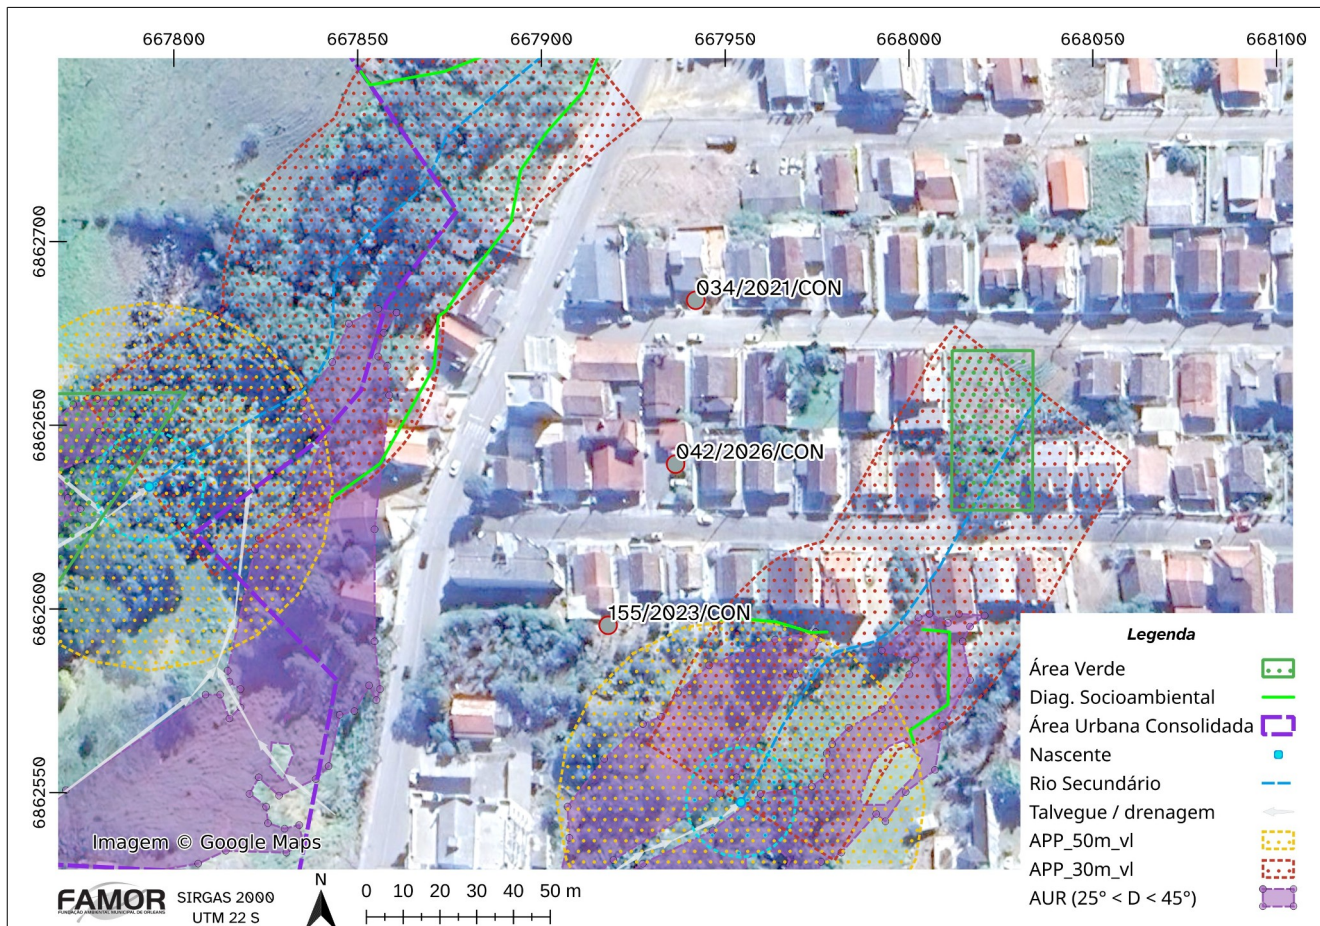 667800 667850 667900 667950 668000 668050 668100
6862700
6862650
6862600
6862550
034/2021/CON
042/2026/CON
155/2023/CON
Legenda
Área Verde
Diag. Socioambiental
Área Urbana Consolidada
Nascente
Rio Secundário
Talvegue / drenagem
APP_50m_vl
APP_30m_vl
AUR (25° < D < 45°)
Imagem © Google Maps
FAMOR
FUNDAÇÃO AMBIENTAL MUNICIPAL DE ORLEANS
SIRGAS 2000
UTM 22 S
N
0 10 20 30 40 50 m